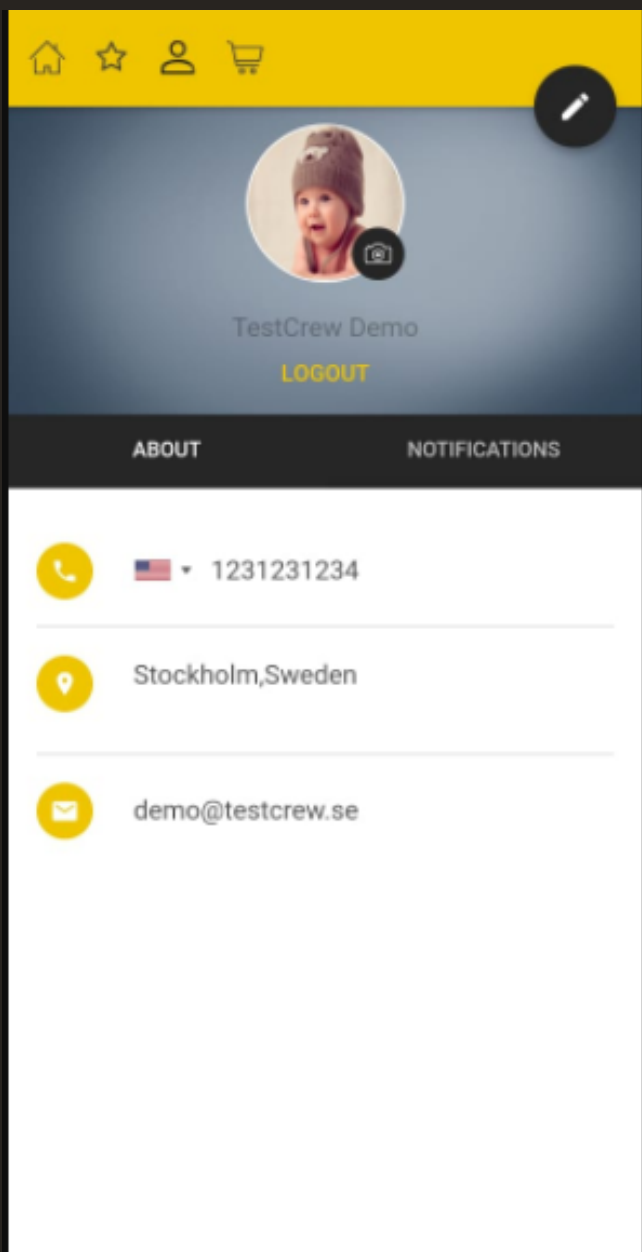 TestCrew Demo
LOGOUT
ABOUT
NOTIFICATIONS
1231231234
Stockholm,Sweden
demo@testcrew.se